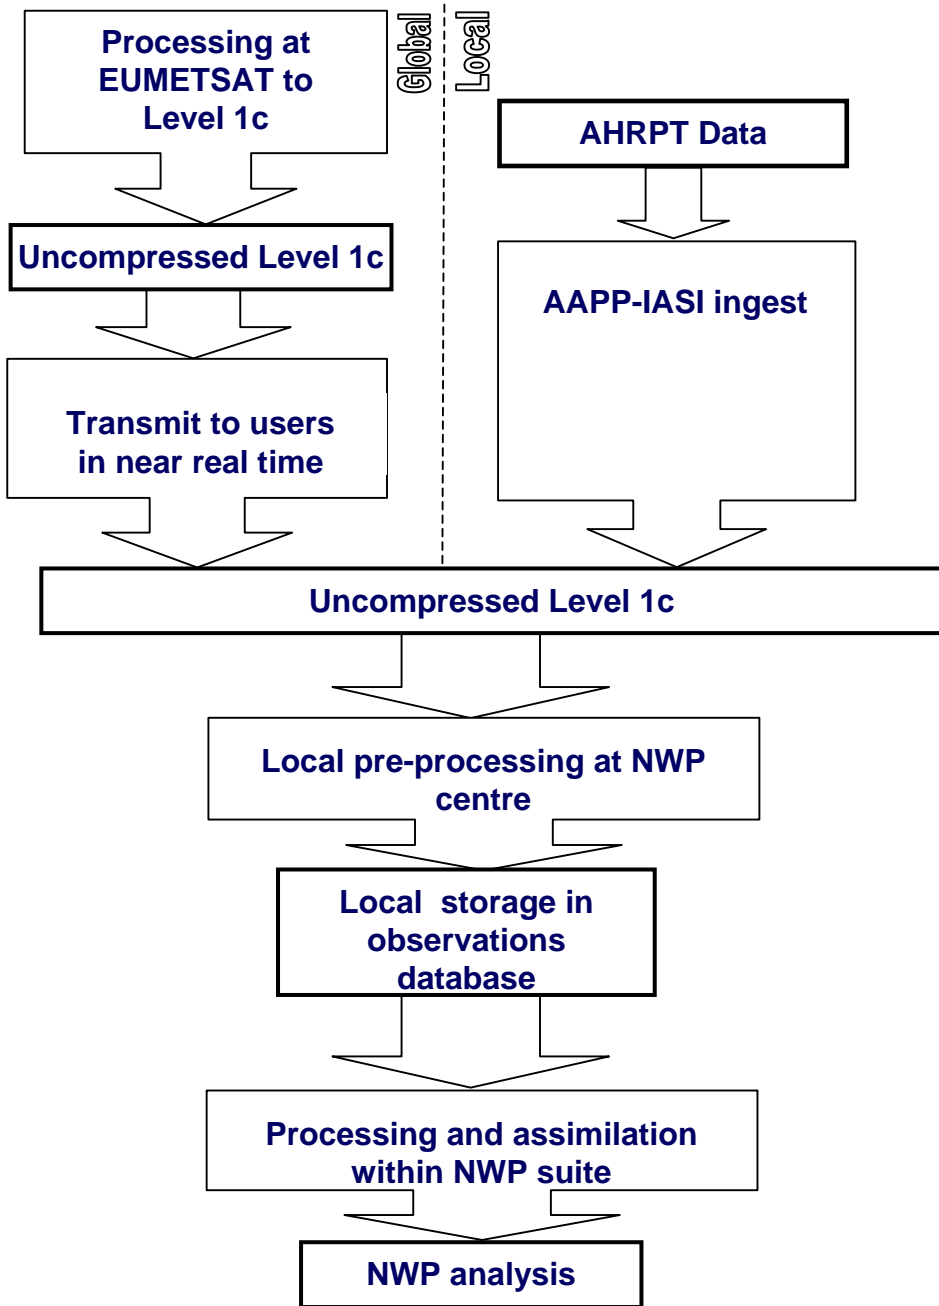 Processing at
EUMETSAT to
Level 1c
Global
Local
AHRPT Data
Uncompressed Level 1c
AAPP-IASI ingest
Transmit to users
in near real time
Uncompressed Level 1c
Local pre-processing at NWP
centre
Local storage in
observations
database
Processing and assimilation
within NWP suite
NWP analysis